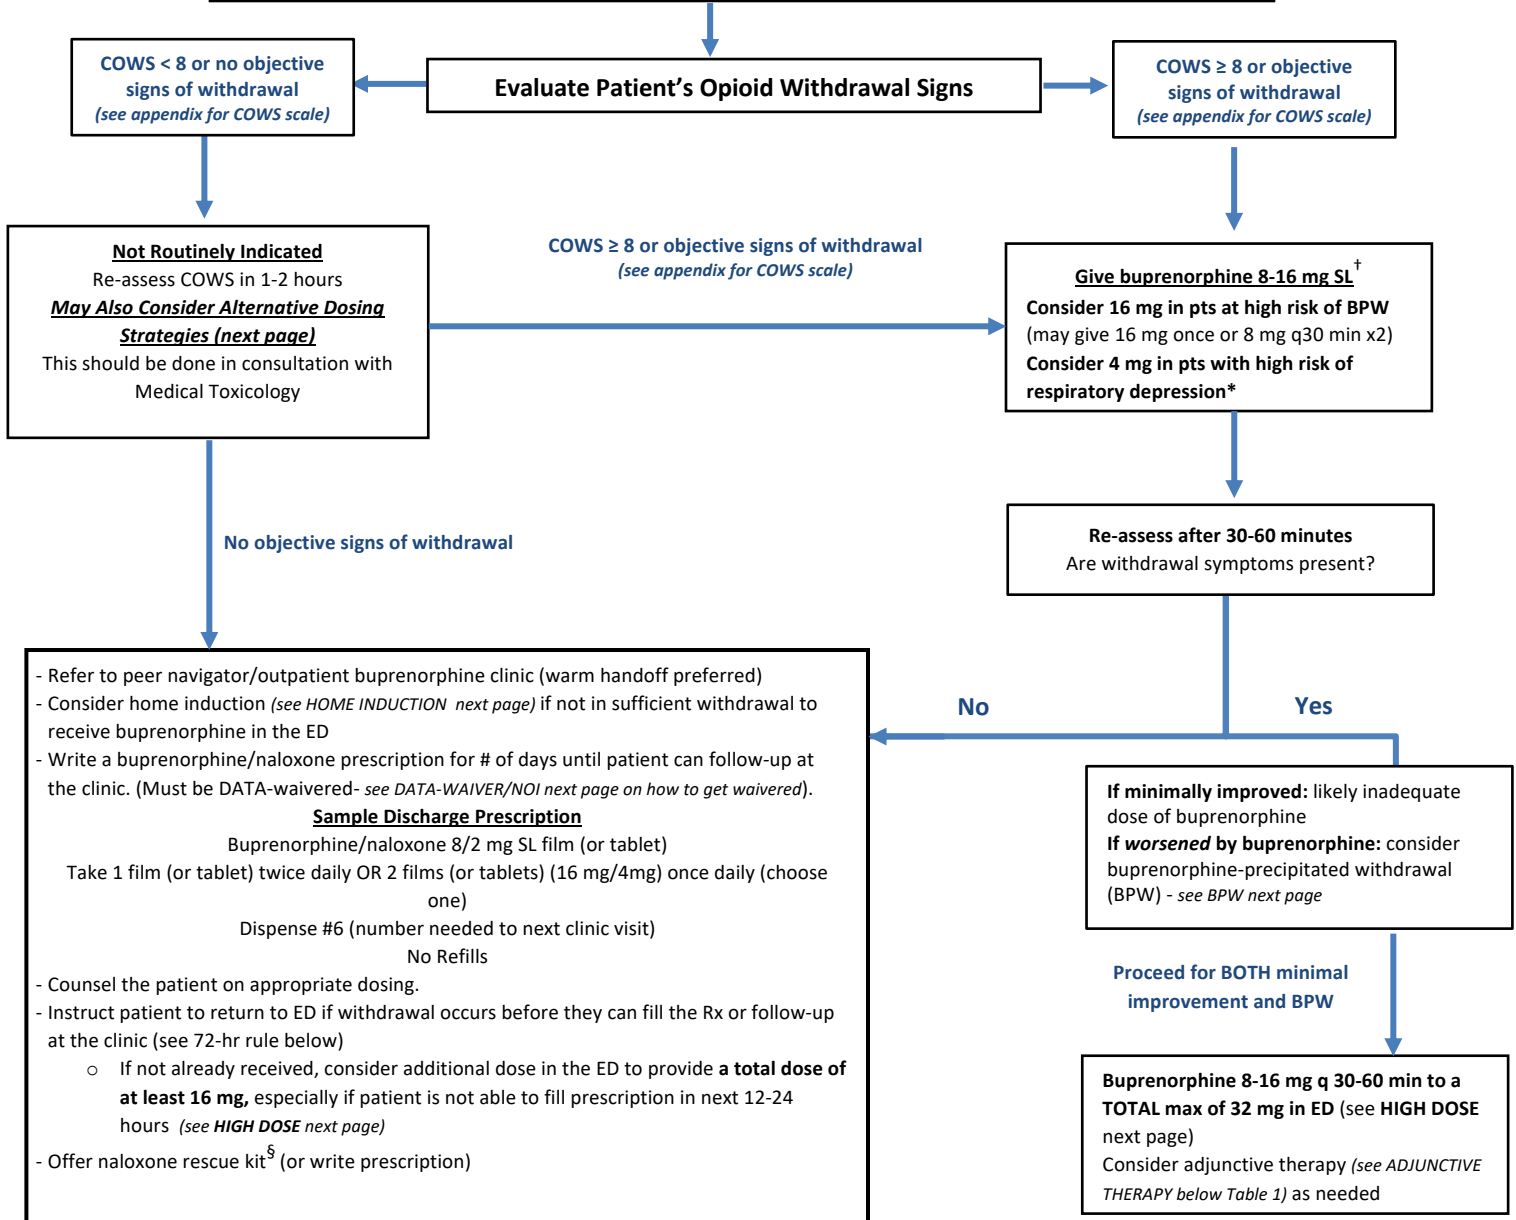 Evaluate Patient's Opioid Withdrawal Signs
COWS < 8 or no objective
signs of withdrawal
(see appendix for COWS scale)
COWS ≥ 8 or objective
signs of withdrawal
(see appendix for COWS scale)
Not Routinely Indicated
Re-assess COWS in 1-2 hours
May Also Consider Alternative Dosing
Strategies (next page)
This should be done in consultation with
Medical Toxicology
COWS ≥ 8 or objective signs of withdrawal
(see appendix for COWS scale)
Give buprenorphine 8-16 mg SL†
Consider 16 mg in pts at high risk of BPW
(may give 16 mg once or 8 mg q30 min x2)
Consider 4 mg in pts with high risk of
respiratory depression*
No objective signs of withdrawal
Re-assess after 30-60 minutes
Are withdrawal symptoms present?
No
Yes
- Refer to peer navigator/outpatient buprenorphine clinic (warm handoff preferred)
- Consider home induction (see HOME INDUCTION next page) if not in sufficient withdrawal to
receive buprenorphine in the ED
- Write a buprenorphine/naloxone prescription for # of days until patient can follow-up at
the clinic. (Must be DATA-waivered- see DATA-WAIVER/NOI next page on how to get waivered).
Sample Discharge Prescription
Buprenorphine/naloxone 8/2 mg SL film (or tablet)
Take 1 film (or tablet) twice daily OR 2 films (or tablets) (16 mg/4mg) once daily (choose
one)
Dispense #6 (number needed to next clinic visit)
No Refills
- Counsel the patient on appropriate dosing.
- Instruct patient to return to ED if withdrawal occurs before they can fill the Rx or follow-up
at the clinic (see 72-hr rule below)
o If not already received, consider additional dose in the ED to provide a total dose of
at least 16 mg, especially if patient is not able to fill prescription in next 12-24
hours (see HIGH DOSE next page)
- Offer naloxone rescue kit§ (or write prescription)
If minimally improved: likely inadequate
dose of buprenorphine
If worsened by buprenorphine: consider
buprenorphine-precipitated withdrawal
(BPW) - see BPW next page
Proceed for BOTH minimal
improvement and BPW
Buprenorphine 8-16 mg q 30-60 min to a
TOTAL max of 32 mg in ED (see HIGH DOSE
next page)
Consider adjunctive therapy (see ADJUNCTIVE
THERAPY below Table 1) as needed